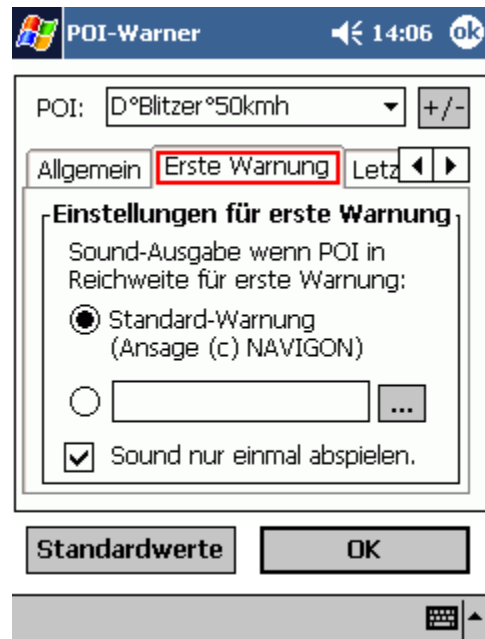 POI-Warner 14:06 ok
POI: D°Blitzer°50kmh +/-
Allgemein Erste Warnung Letz
Einstellungen für erste Warnung
Sound-Ausgabe wenn POI in
Reichweite für erste Warnung:
Standard-Warnung
(Ansage (c) NAVIGON)
...
Sound nur einmal abspielen.
Standardwerte OK